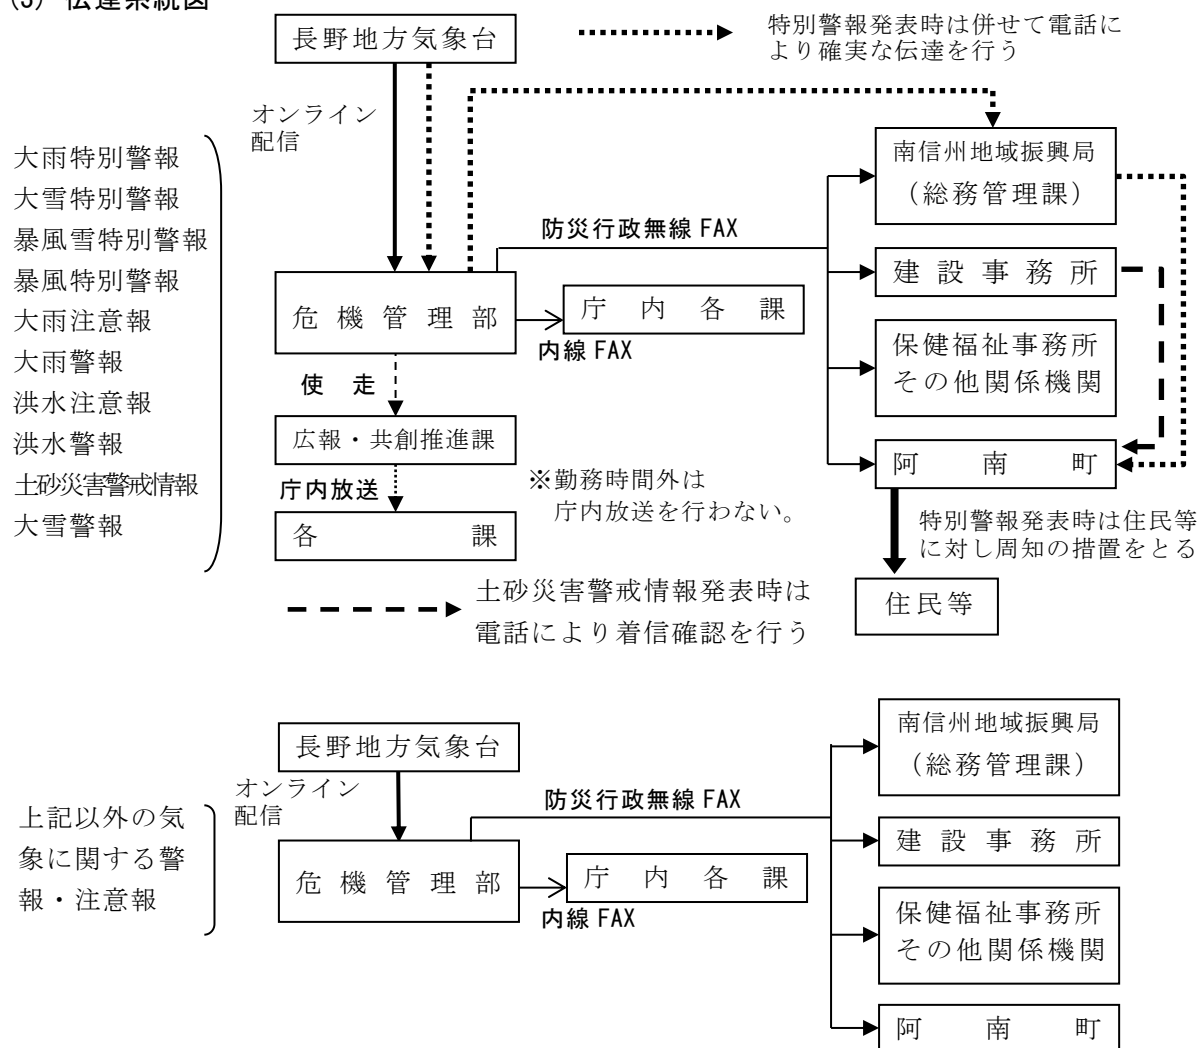 (3) 伝達系統図
長野地方気象台
特別警報発表時は併せて電話に
より確実な伝達を行う
オンライン
配信
大雨特別警報
大雪特別警報
暴風雪特別警報
暴風特別警報
大雨注意報
大雨警報
洪水注意報
洪水警報
土砂災害警戒情報
大雪警報
南信州地域振興局
（総務管理課）
防災行政無線 FAX
建設事務所
危機管理部
庁内各課
内線 FAX
保健福祉事務所
その他関係機関
使 走
広報・共創推進課
阿南町
庁内放送
※勤務時間外は
庁内放送を行わない。
各課
特別警報発表時は住民等
に対し周知の措置をとる
住民等
土砂災害警戒情報発表時は
電話により着信確認を行う
長野地方気象台
南信州地域振興局
（総務管理課）
オンライン
配信
防災行政無線 FAX
上記以外の気
象に関する警
報・注意報
建設事務所
危機管理部
庁内各課
内線 FAX
保健福祉事務所
その他関係機関
阿南町